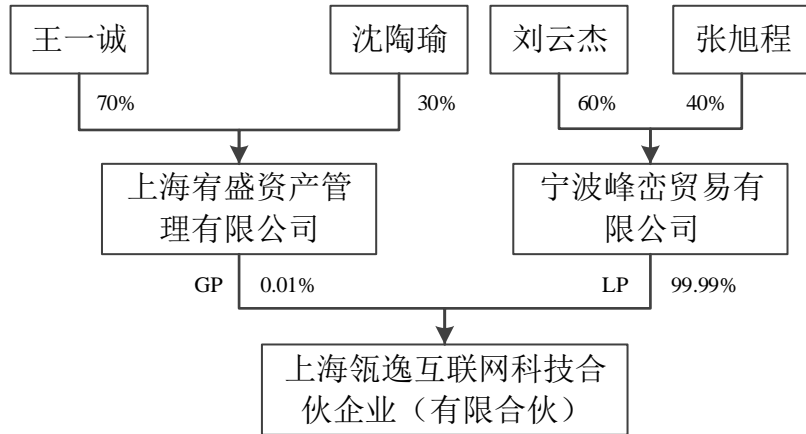 王一诚
沈陶瑜
刘云杰
张旭程
70%
30%
60%
40%
上海宥盛资产管
理有限公司
宁波峰峦贸易有
限公司
GP
0.01%
LP
99.99%
上海瓴逸互联网科技合
伙企业（有限合伙）